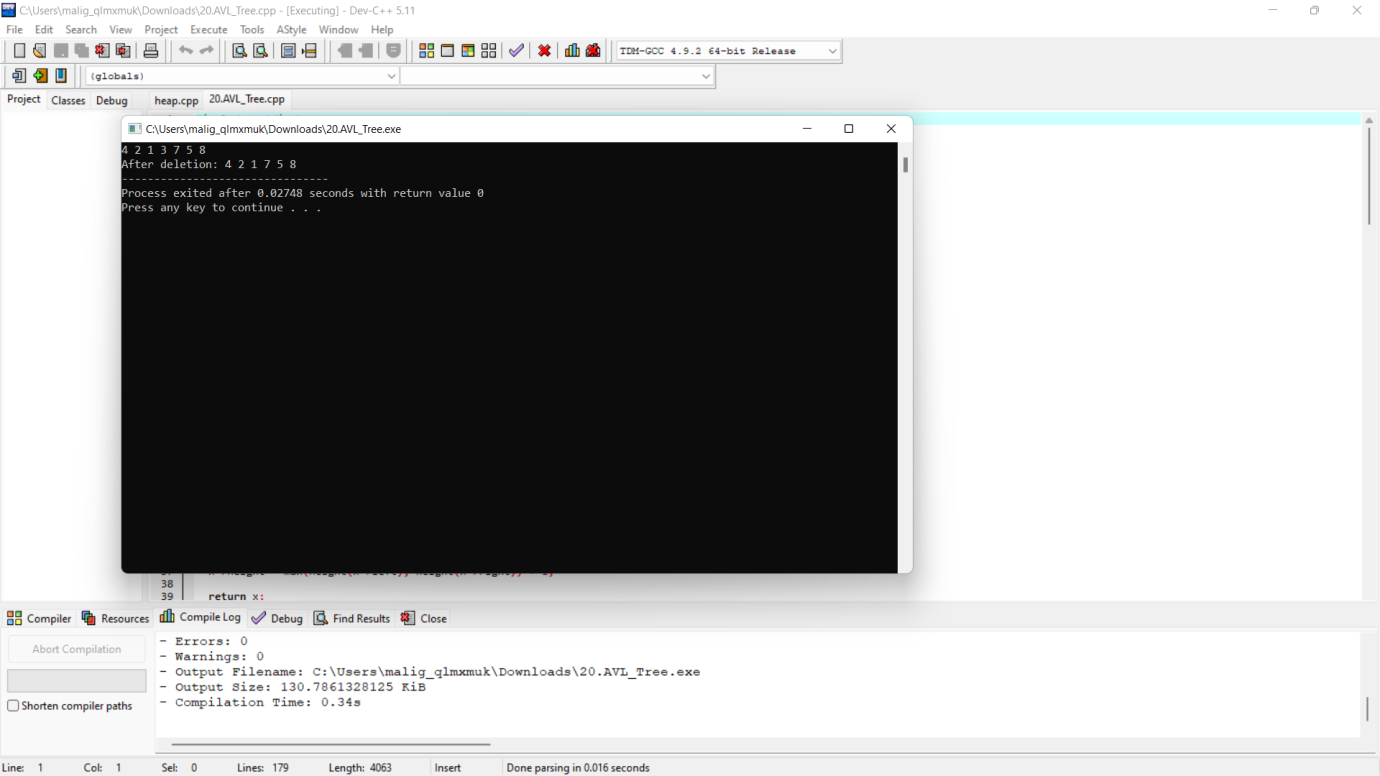 C:\Users\malig_qlmxmuk\Downloads\20.AVL_Tree.cpp - [Executing] - Dev-C++ 5.11
File Edit Search View Project Execute Tools AStyle Window Help
TDM-GCC 4.9.2 64-bit Release
(globals)
Project Classes Debug heap.cpp 20.AVL_Tree.cpp
C:\Users\malig_qlmxmuk\Downloads\20.AVL_Tree.exe
4 2 1 3 7 5 8
After deletion: 4 2 1 7 5 8
--------------------------------
Process exited after 0.02748 seconds with return value 0
Press any key to continue . . .
38
39 return x;
Compiler Resources Compile Log Debug Find Results Close
Abort Compilation
Shorten compiler paths
- Errors: 0
- Warnings: 0
- Output Filename: C:\Users\malig_qlmxmuk\Downloads\20.AVL_Tree.exe
- Output Size: 130.7861328125 KiB
- Compilation Time: 0.34s
Line: 1 Col: 1 Sel: 0 Lines: 179 Length: 4063 Insert Done parsing in 0.016 seconds